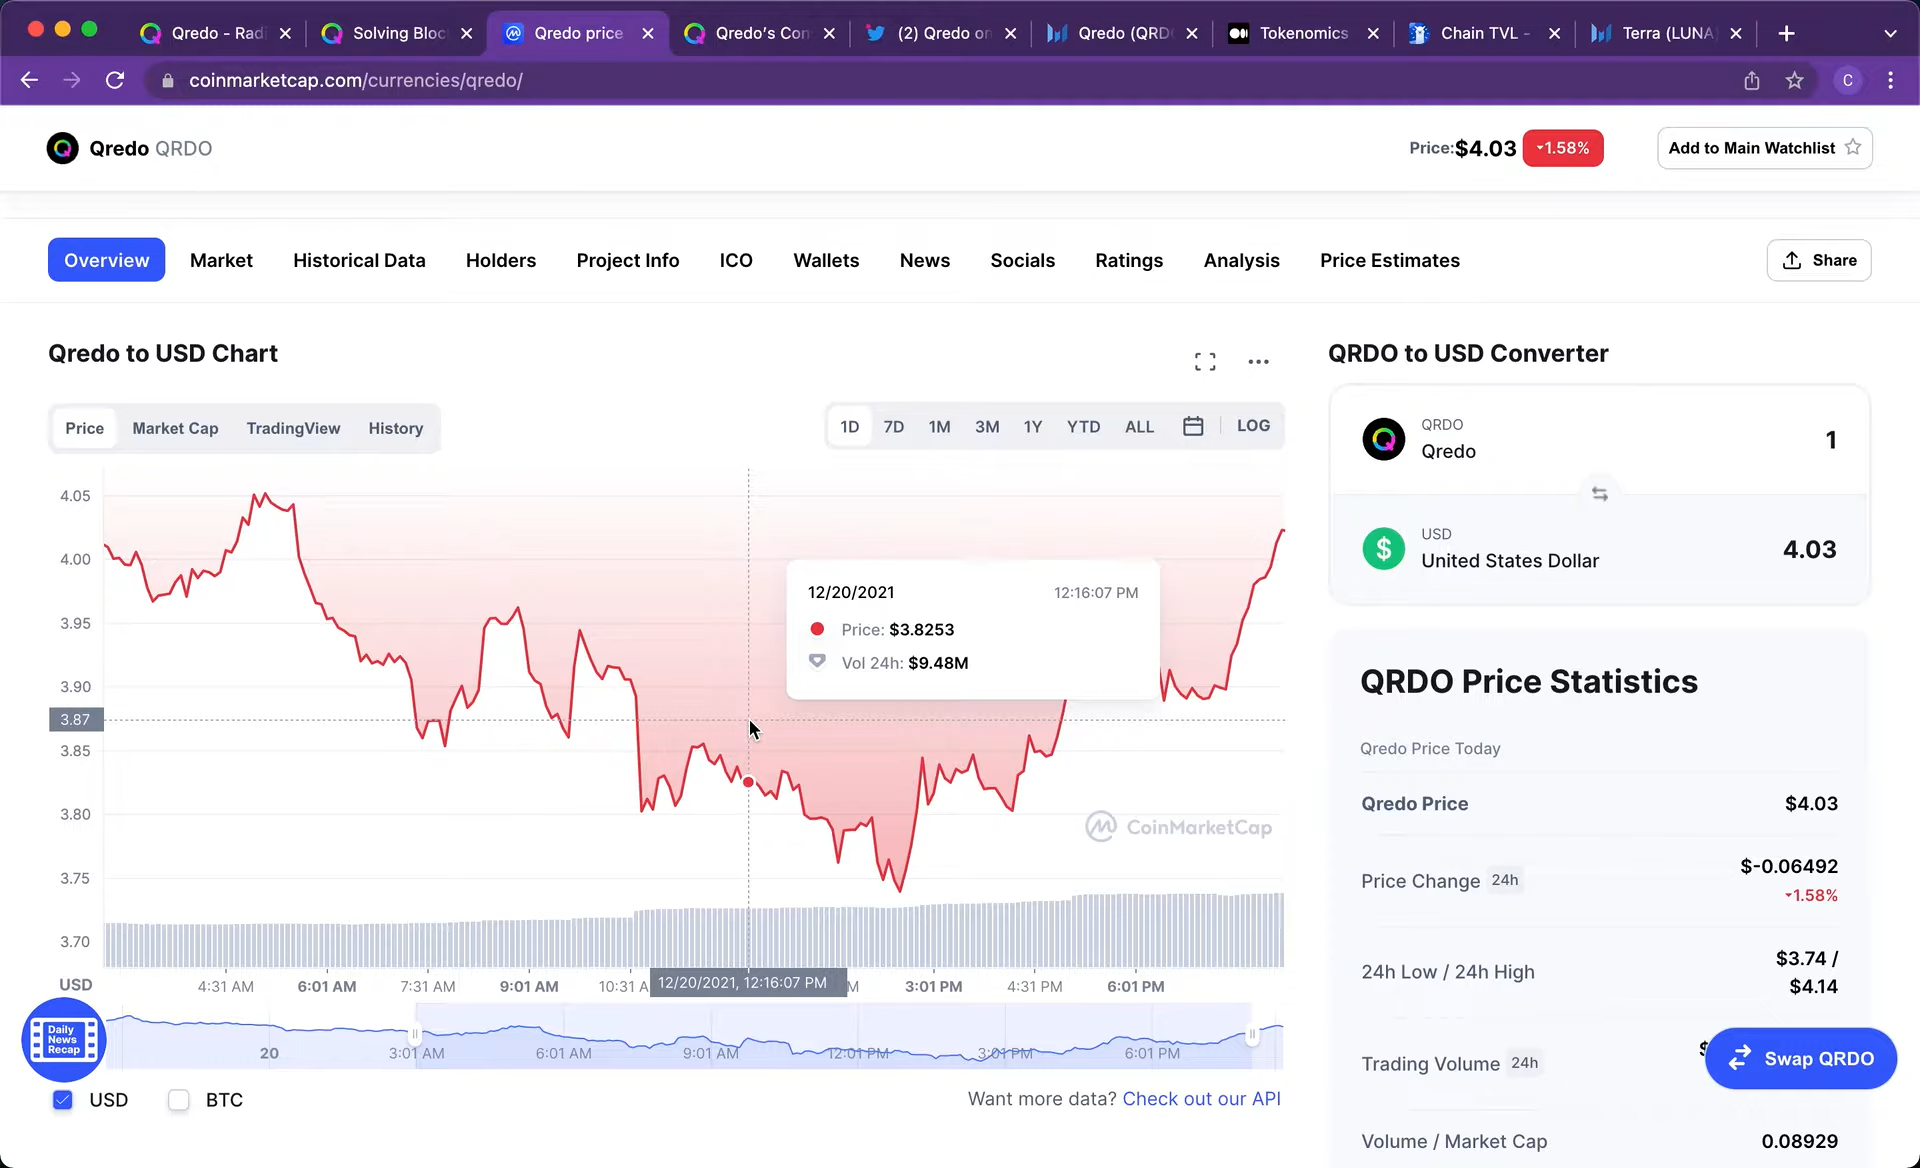 Qredo - Rad
Solving Bloc
Qredo price
Qredo's Con
(2) Qredo on
Qredo (QRD
Tokenomics
Chain TVL -
Terra (LUNA
coinmarketcap.com/currencies/qredo/
C
Qredo QRDO
Price:$4.03
1.58%
Add to Main Watchlist
Overview
Market
Historical Data
Holders
Project Info
ICO
Wallets
News
Socials
Ratings
Analysis
Price Estimates
Share
Qredo to USD Chart
Price
Market Cap
TradingView
History
1D
7D
1M
3M
1Y
YTD
ALL
LOG
4.05
4.00
3.95
3.90
3.87
3.85
3.80
3.75
3.70
USD
12/20/2021
12:16:07 PM
Price: $3.8253
Vol 24h: $9.48M
CoinMarketCap
4:31 AM
6:01 AM
7:31 AM
9:01 AM
10:31 A
12/20/2021, 12:16:07 PM
M
3:01 PM
4:31 PM
6:01 PM
20
3:01 AM
6:01 AM
9:01 AM
12:01 PM
3:01 PM
6:01 PM
Daily
News
Recap
USD
BTC
Want more data? Check out our API
QRDO to USD Converter
QRDO
Qredo
1
USD
United States Dollar
4.03
QRDO Price Statistics
Qredo Price Today
Qredo Price
$4.03
Price Change 24h
$-0.06492
1.58%
24h Low / 24h High
$3.74 /
$4.14
Trading Volume 24h
$
Swap QRDO
Volume / Market Cap
0.08929